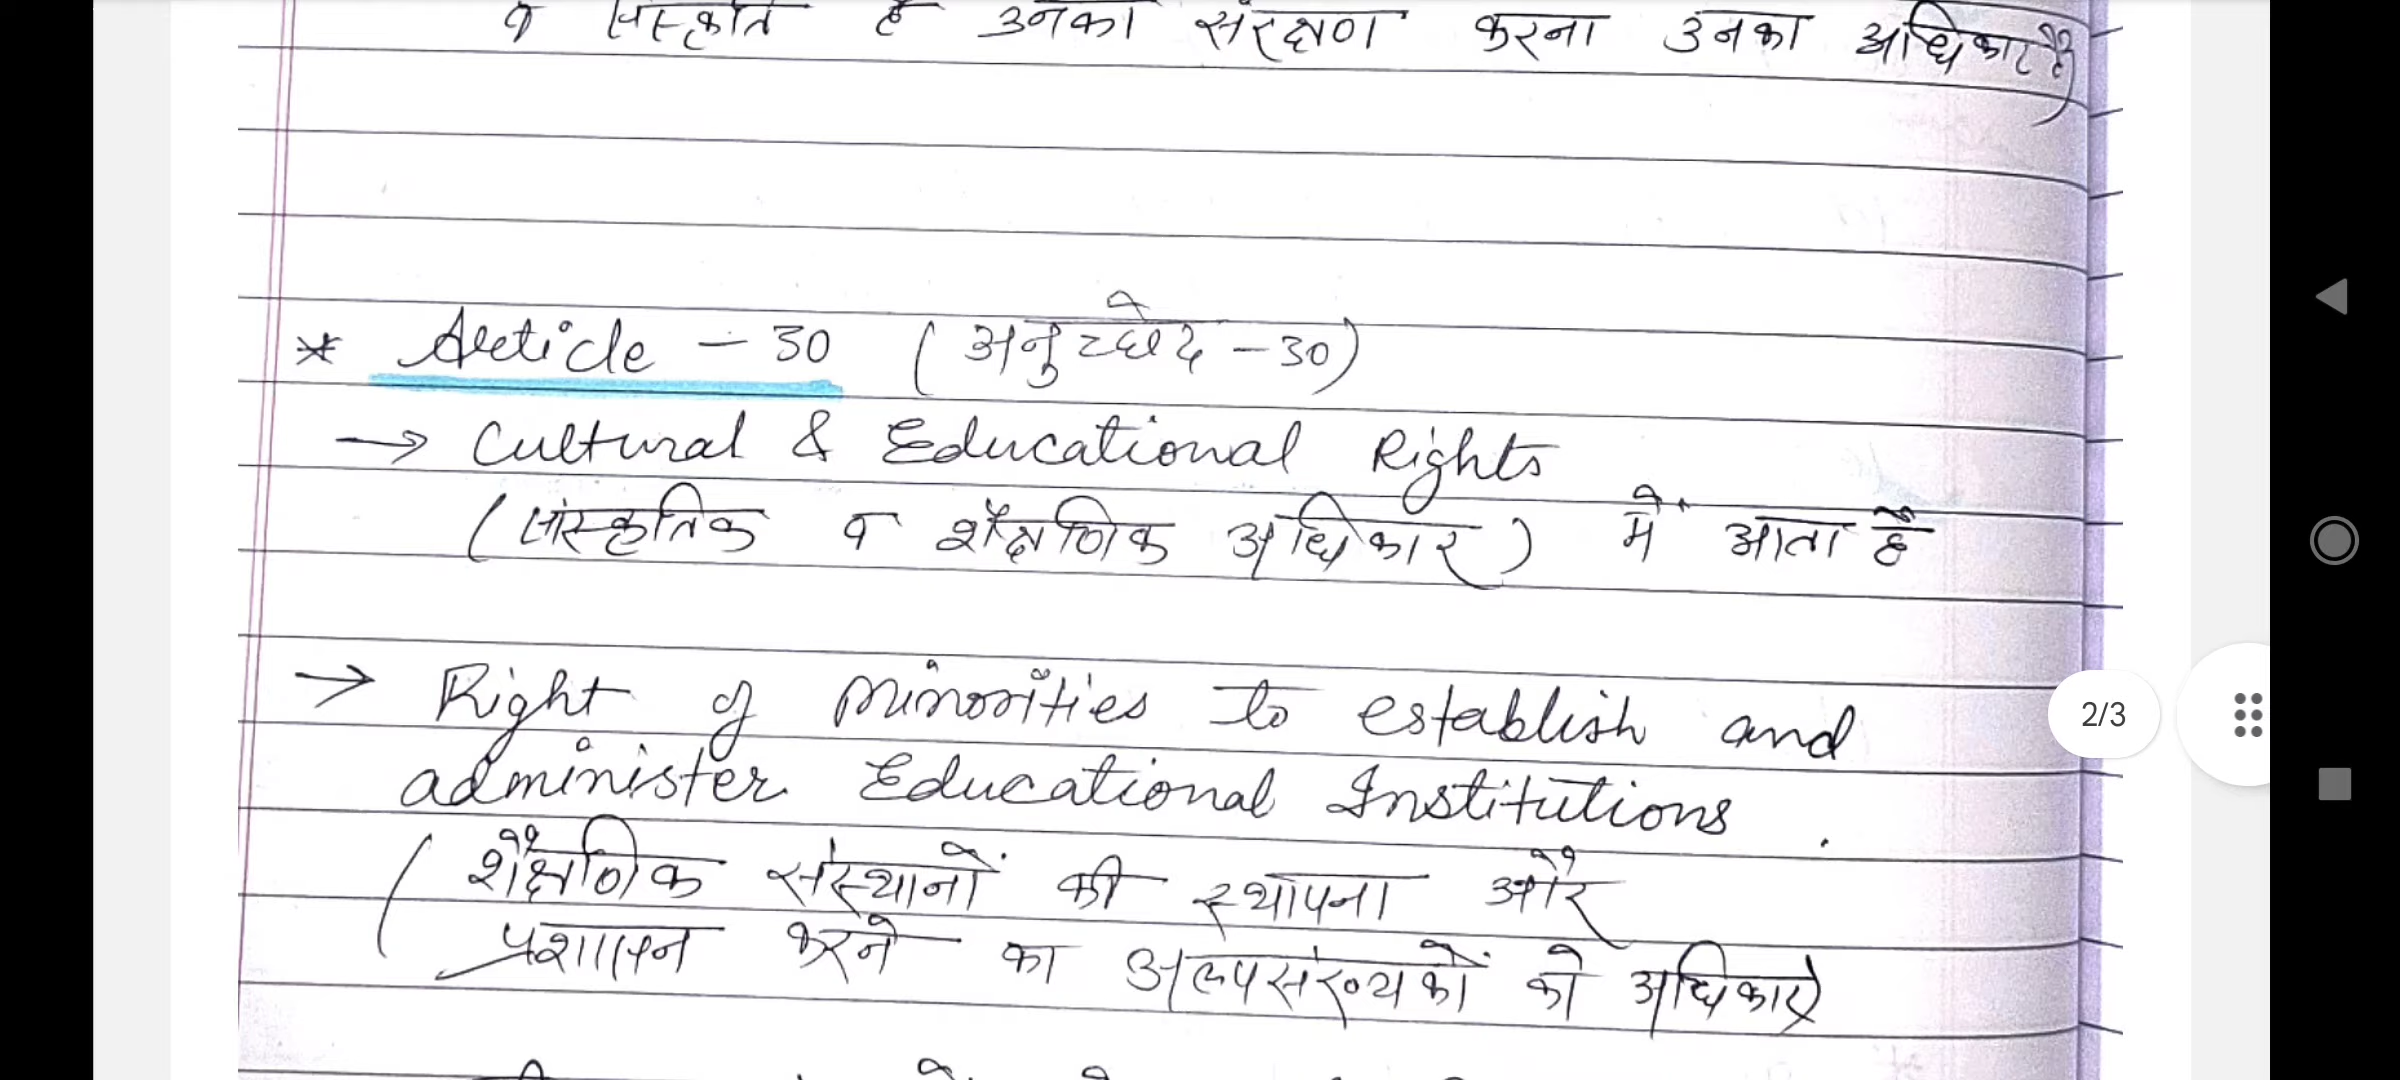 व संस्कृति है उनका संरक्षण करना उनका अधिकार है)
* Article - 30 (अनुच्छेद - 30)
→ Cultural & Educational Rights
(सांस्कृतिक व शैक्षणिक अधिकार) में आता है
→ Right of minorities to establish and
administer Educational Institutions.
(शैक्षणिक संस्थानों की स्थापना और
प्रशासन करने का अल्पसंख्यकों को अधिकार)
2/3